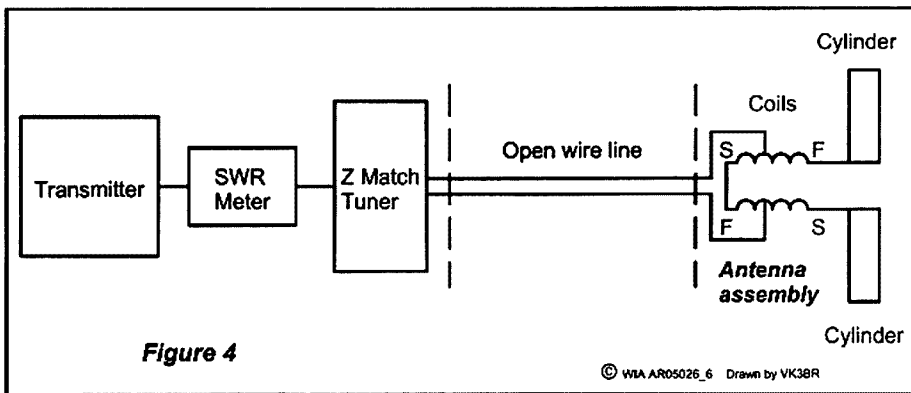 Cylinder
Coils
S F
Open wire line
Transmitter
SWR
Meter
Z Match
Tuner
F S
Antenna
assembly
Cylinder
Figure 4
© WIA AR05026_6 Drawn by VK3BR